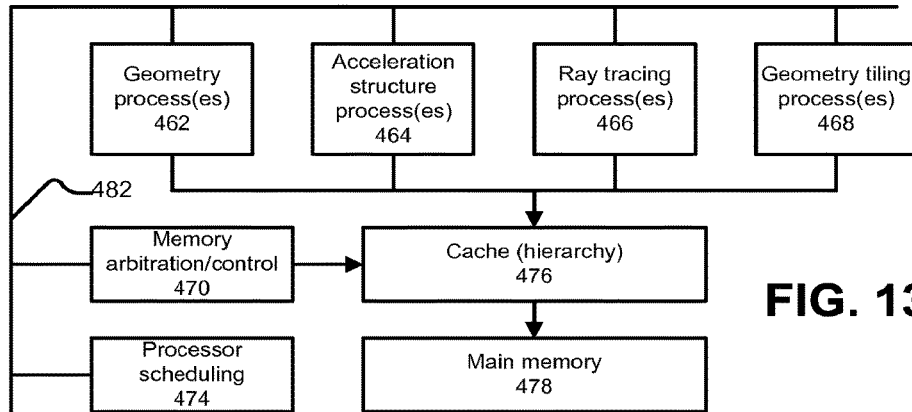 Geometry
process(es)
462
Acceleration
structure
process(es)
464
Ray tracing
process(es)
466
Geometry tiling
process(es)
468
482
Memory
arbitration/control
470
Cache (hierarchy)
476
FIG. 13
Processor
scheduling
474
Main memory
478